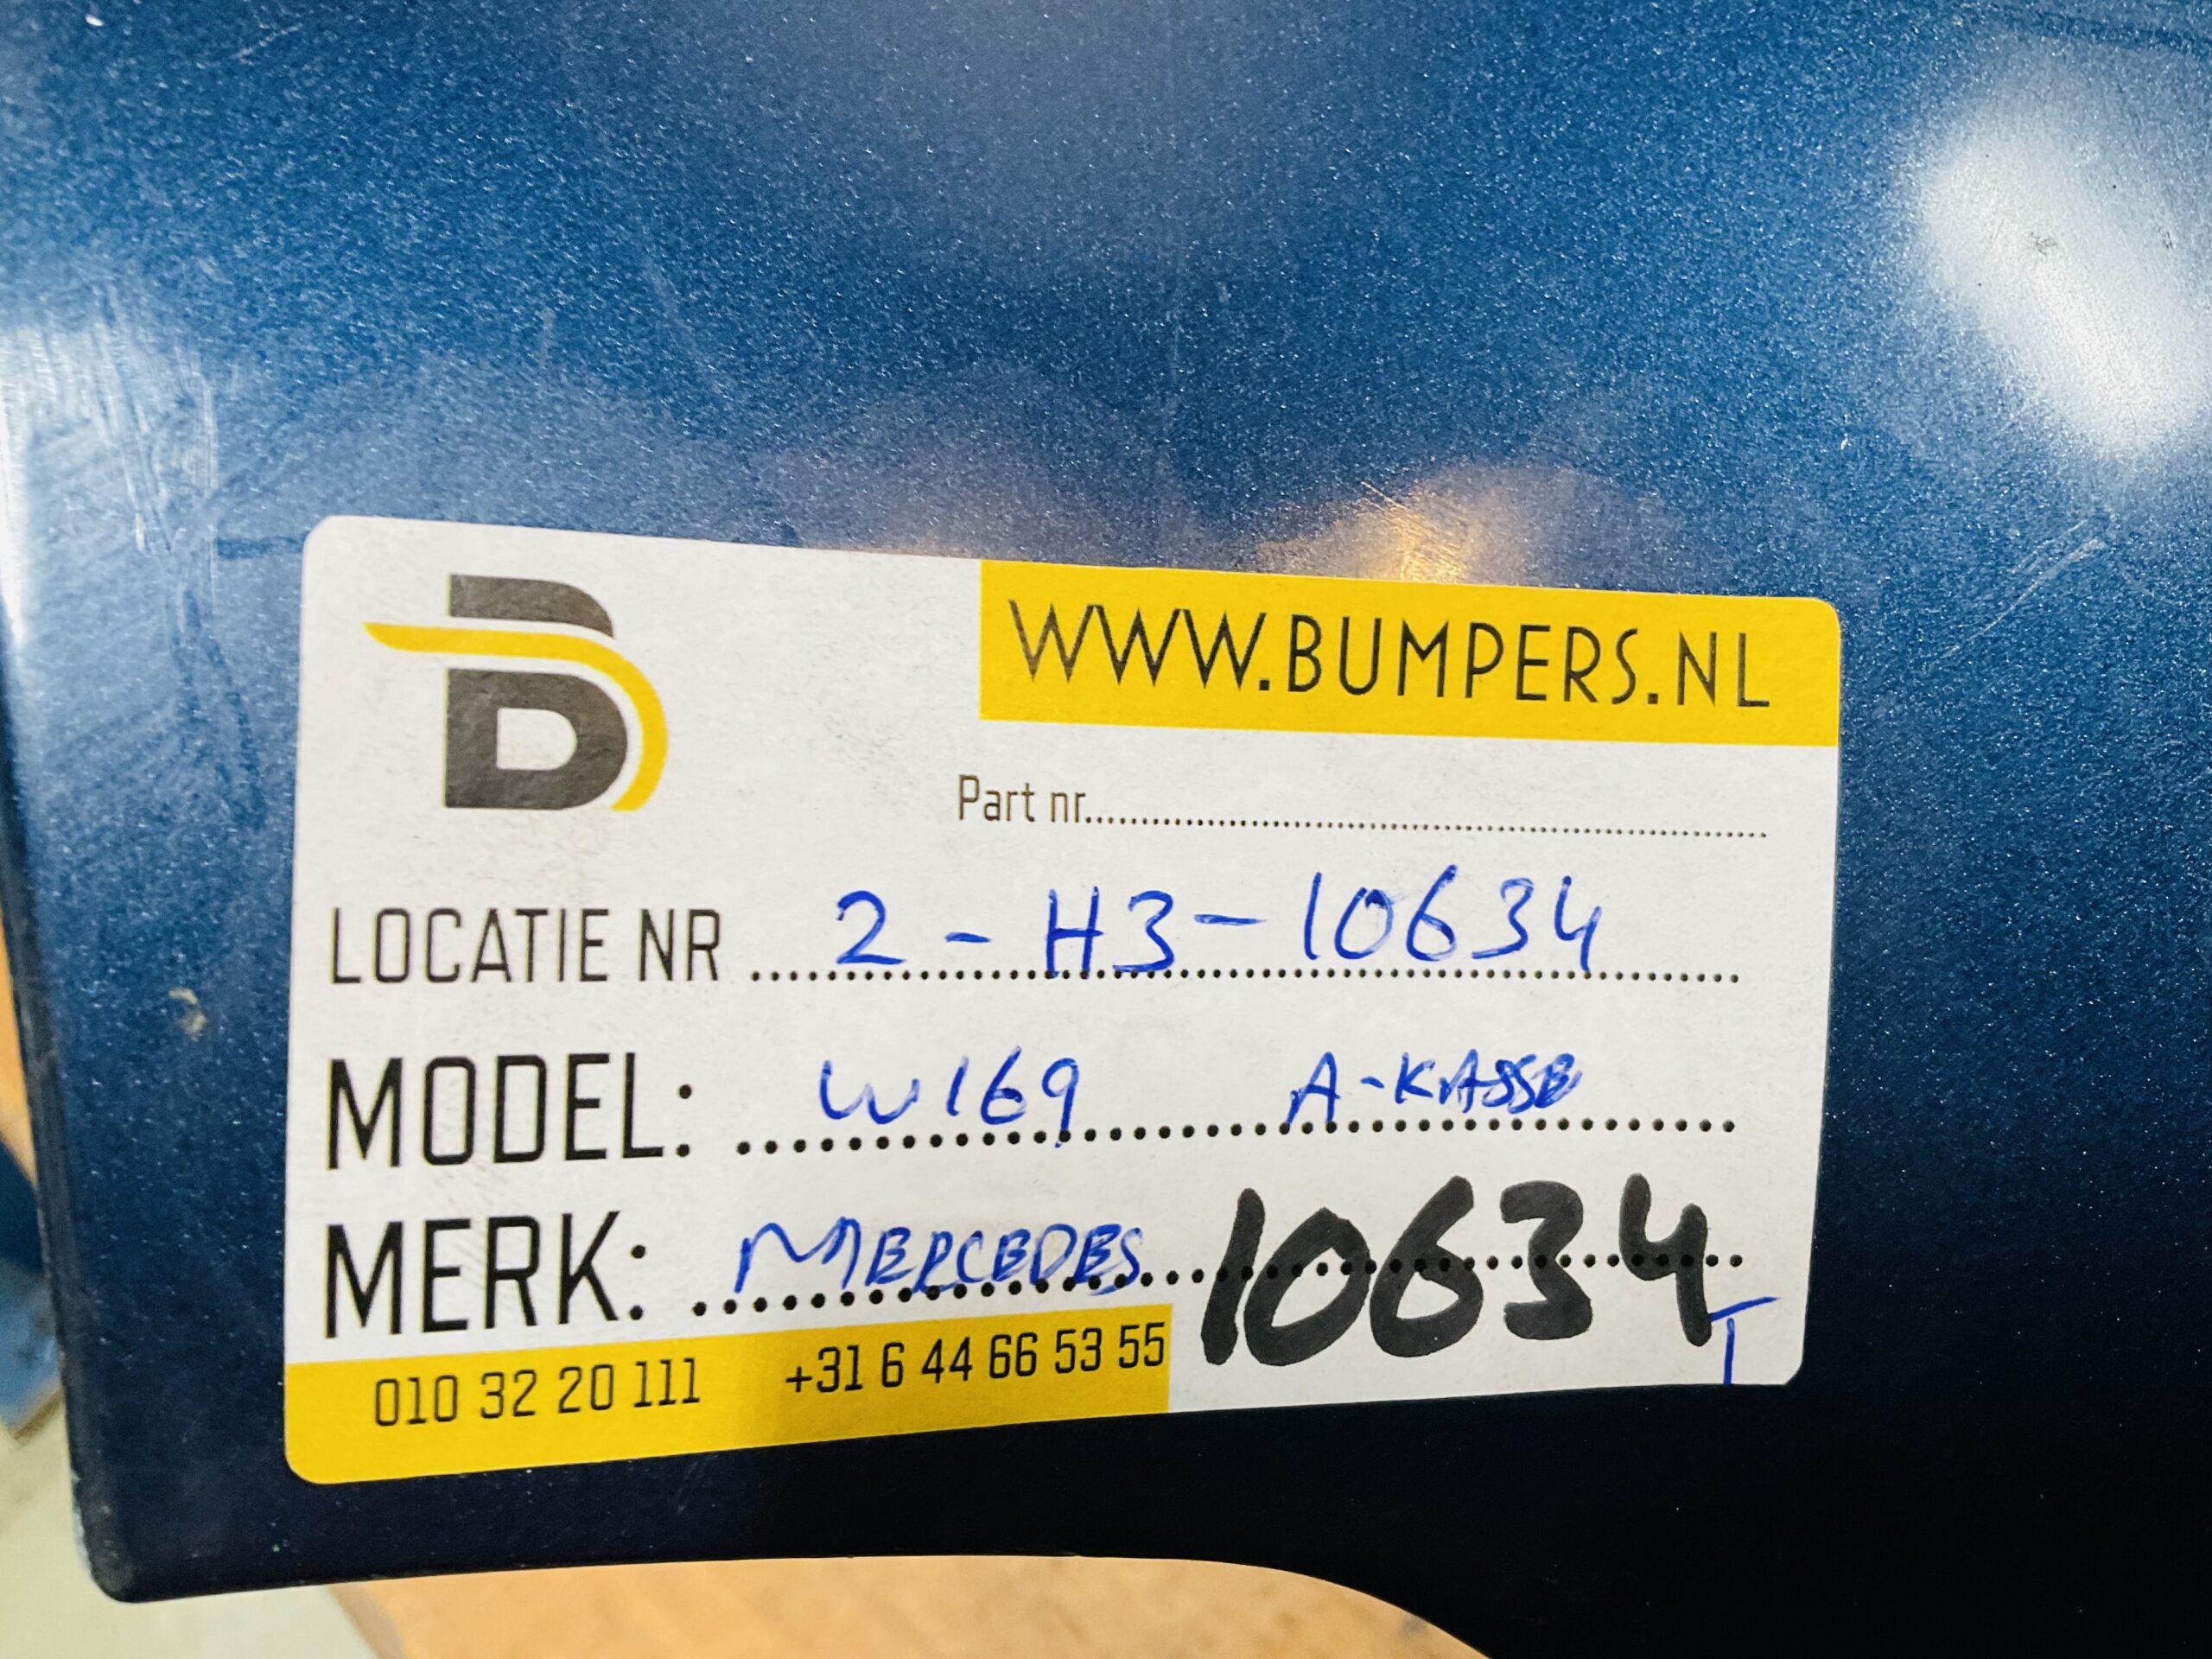 B
WWW.BUMPERS.NL
Part nr........................
LOCATIE NR 2-H3-10634
MODEL: W169 A-KASSE
MERK: MERCEDES 10634
T
010 32 20 111 +31 6 44 66 53 55